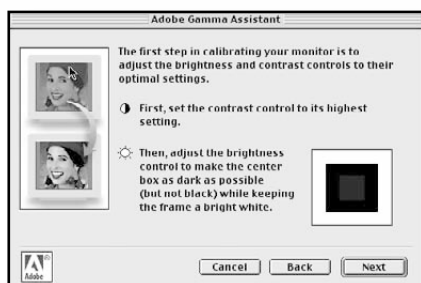 Adobe Gamma Assistant
The first step in calibrating your monitor is to
adjust the brightness and contrast controls to their
optimal settings.
First, set the contrast control to its highest
setting.
Then, adjust the brightness
control to make the center
box as dark as possible
(but not black) while keeping
the frame a bright white.
Adobe
Cancel
Back
Next